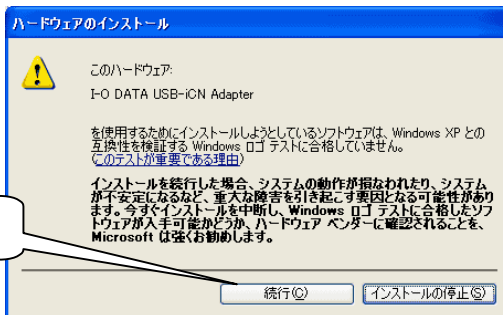 ハードウェアのインストール
このハードウェア:
I-O DATA USB-iCN Adapter
を使用するためにインストールしようとしているソフトウェアは、Windows XP との
互換性を検証する Windows ロゴ テストに合格していません。
(このテストが重要である理由)
インストールを続行した場合、システムの動作が損なわれたり、システム
が不安定になるなど、重大な障害を引き起こす要因となる可能性があり
ます。今すぐインストールを中断し、Windows ロゴ テストに合格したソフ
トウェアが入手可能かどうか、ハードウェア ベンダーに確認されることを、
Microsoft は強くお勧めします。
続行(C)
インストールの停止(S)